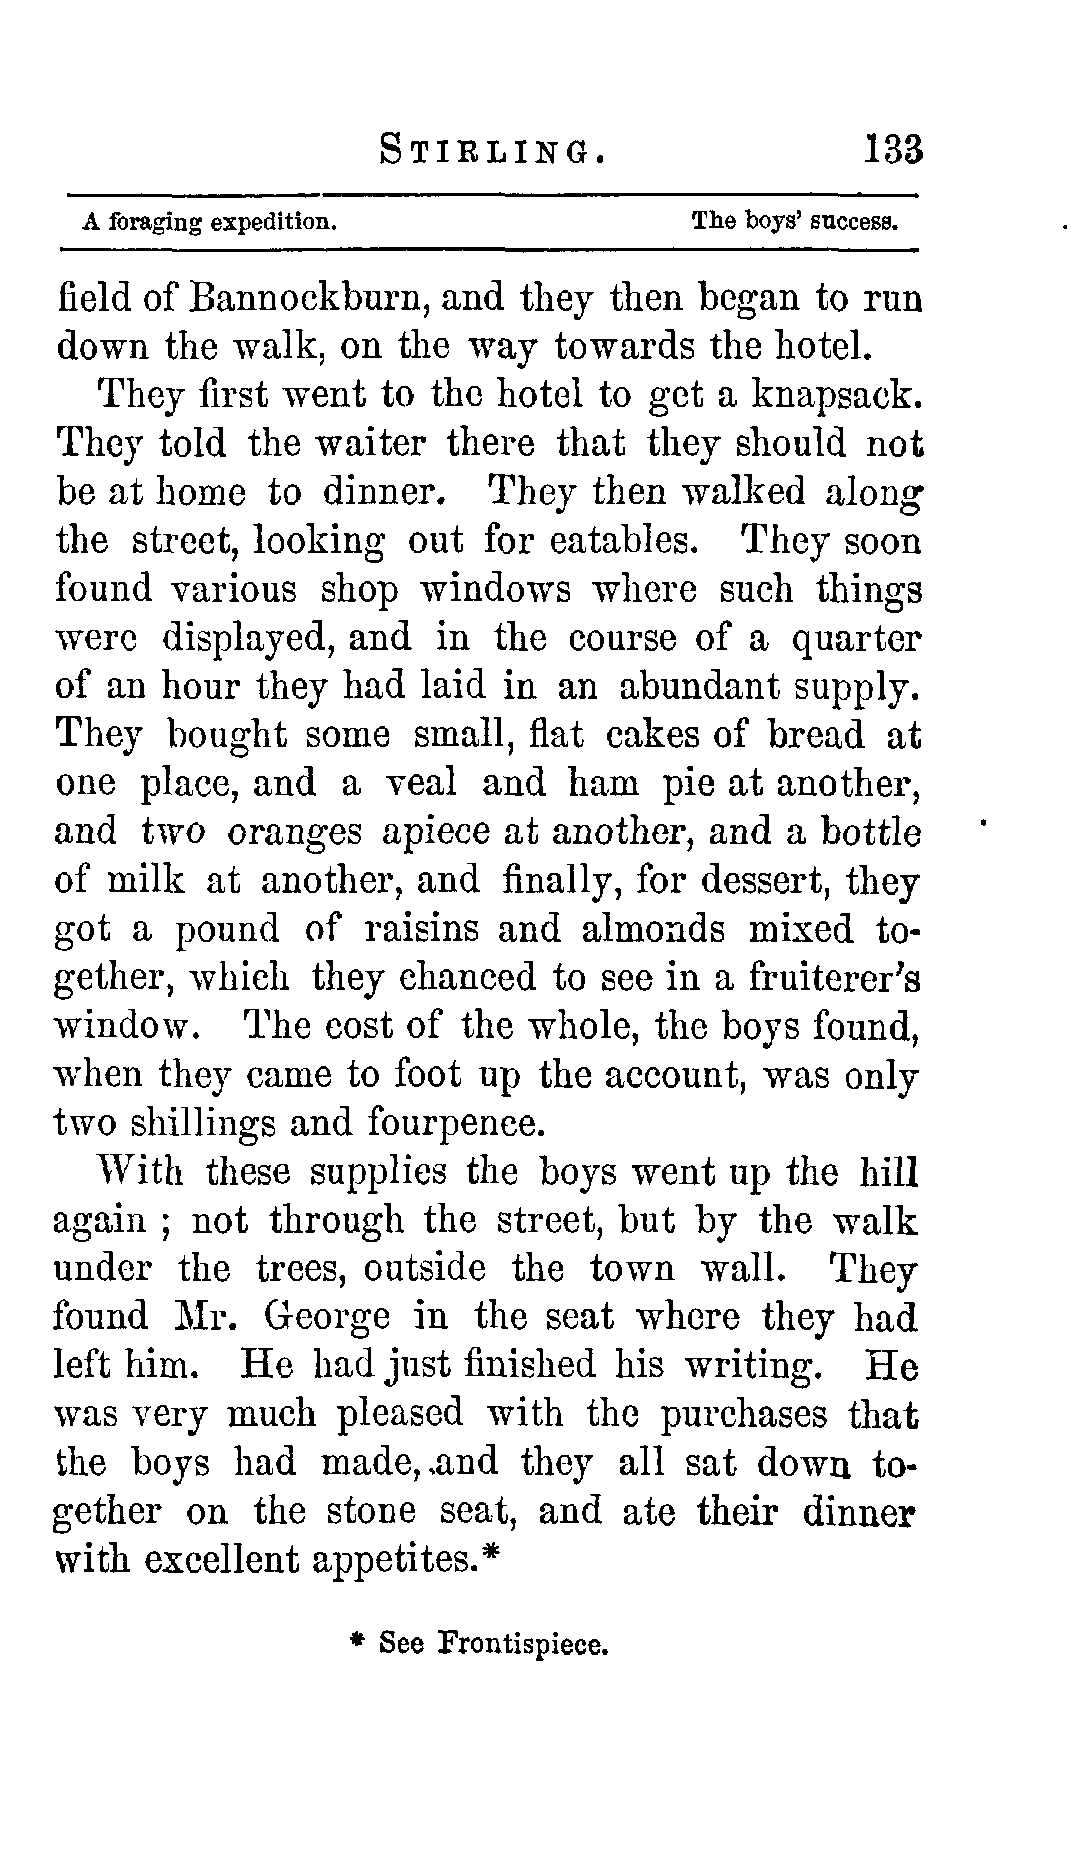 STIRLING. 133
A foraging expedition. The boys' success.
field of Bannockburn, and they then began to run
down the walk, on the way towards the hotel.
They first went to the hotel to get a knapsack.
They told the waiter there that they should not
be at home to dinner. They then walked along
the street, looking out for eatables. They soon
found various shop windows where such things
were displayed, and in the course of a quarter
of an hour they had laid in an abundant supply.
They bought some small, flat cakes of bread at
one place, and a veal and ham pie at another,
and two oranges apiece at another, and a bottle
of milk at another, and finally, for dessert, they
got a pound of raisins and almonds mixed to-
gether, which they chanced to see in a fruiterer's
window. The cost of the whole, the boys found,
when they came to foot up the account, was only
two shillings and fourpence.
With these supplies the boys went up the hill
again ; not through the street, but by the walk
under the trees, outside the town wall. They
found Mr. George in the seat where they had
left him. He had just finished his writing. He
was very much pleased with the purchases that
the boys had made, and they all sat down to-
gether on the stone seat, and ate their dinner
with excellent appetites.*
* See Frontispiece.